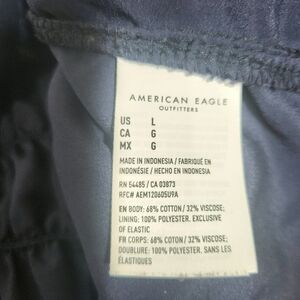 AMERICAN EAGLE
OUTFITTERS
US L
CA G
MX G
MADE IN INDONESIA / FABRIQUÉ EN
INDONÉSIE / HECHO EN INDONESIA
RN 54485 / CA 03873
RFC# AEM120605U9A
EN BODY: 68% COTTON / 32% VISCOSE;
LINING: 100% POLYESTER. EXCLUSIVE
OF ELASTIC
FR CORPS: 68% COTON / 32% VISCOSE;
DOUBLURE: 100% POLYESTER. SANS LES
ÉLASTIQUES